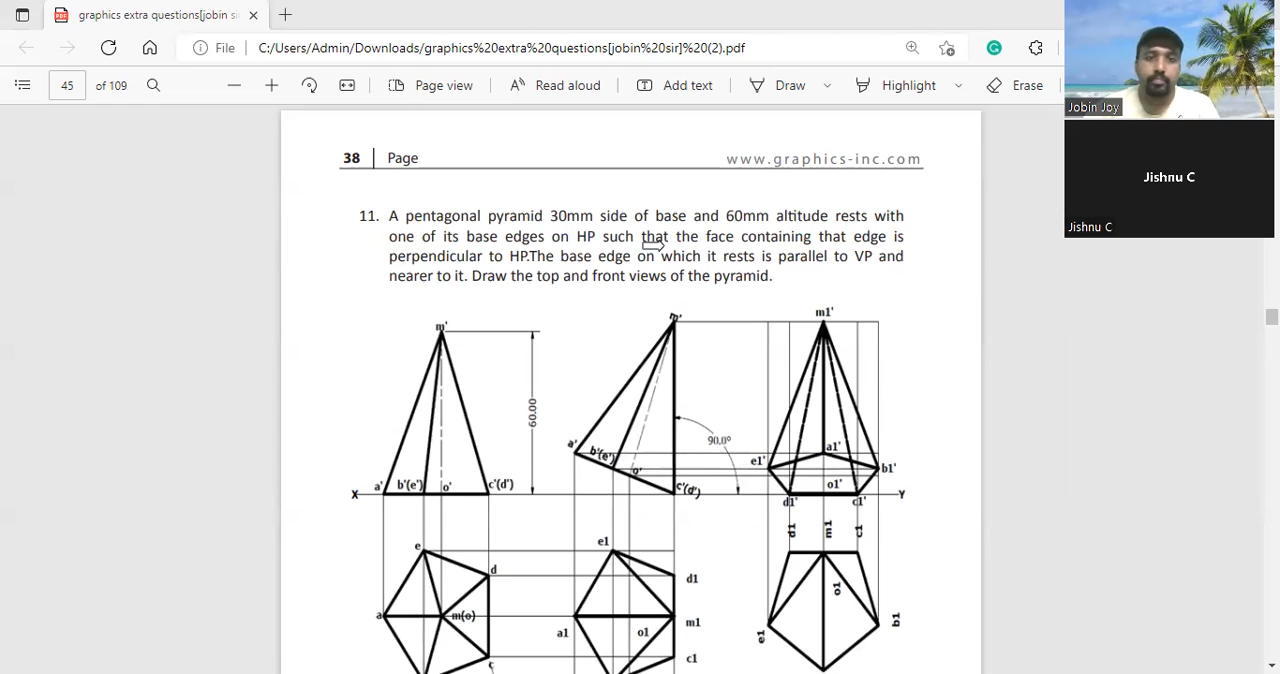 graphics extra questions[jobin si
File C:/Users/Admin/Downloads/graphics%20extra%20questions[jobin%20sir]%20(2).pdf
45 of 109 Page view Read aloud Add text Draw Highlight Erase
Jobin Joy
Jishnu C
Jishnu C
38 Page www.graphics-inc.com
11. A pentagonal pyramid 30mm side of base and 60mm altitude rests with
one of its base edges on HP such that the face containing that edge is
perpendicular to HP.The base edge on which it rests is parallel to VP and
nearer to it. Draw the top and front views of the pyramid.
m' m' m1'
60.00
90.0°
a' b'(e') o' c'(d')
a' b'(e') o' c'(d')
e1' a1' b1' o1' d1' c1'
X Y
d1 m1 c1
e d a m(o) c
e1 d1 m1 a1 o1 c1
o1 e1 b1